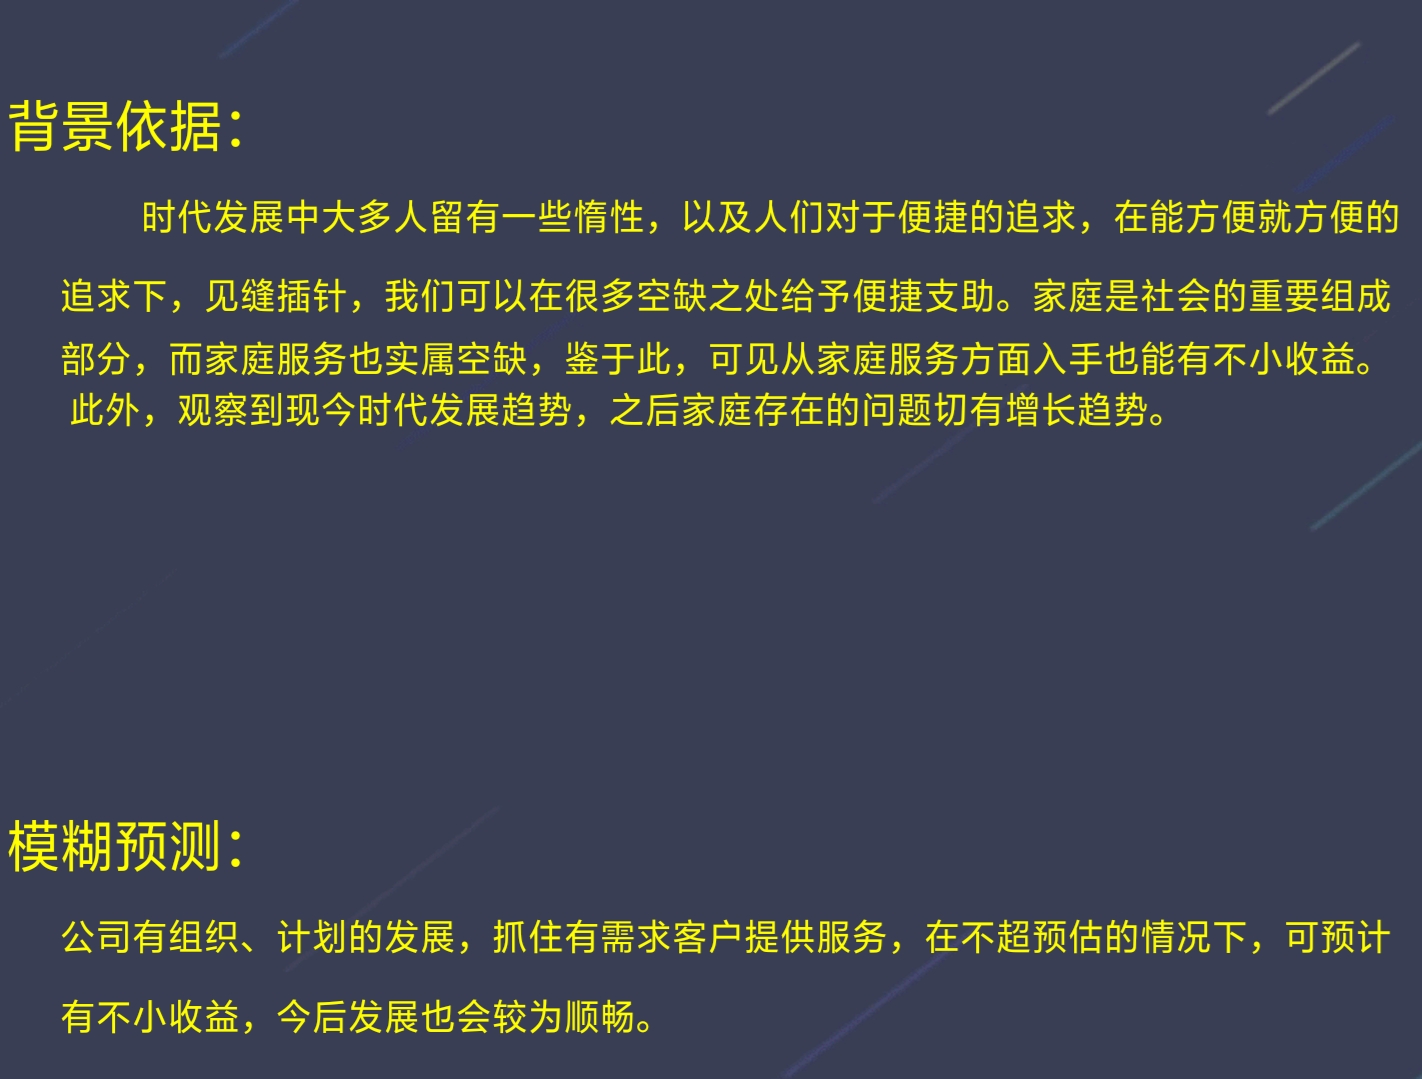 背景依据：
时代发展中大多人留有一些惰性，以及人们对于便捷的追求，在能方便就方便的
追求下，见缝插针，我们可以在很多空缺之处给予便捷支助。家庭是社会的重要组成
部分，而家庭服务也实属空缺，鉴于此，可见从家庭服务方面入手也能有不小收益。
此外，观察到现今时代发展趋势，之后家庭存在的问题切有增长趋势。
模糊预测：
公司有组织、计划的发展，抓住有需求客户提供服务，在不超预估的情况下，可预计
有不小收益，今后发展也会较为顺畅。